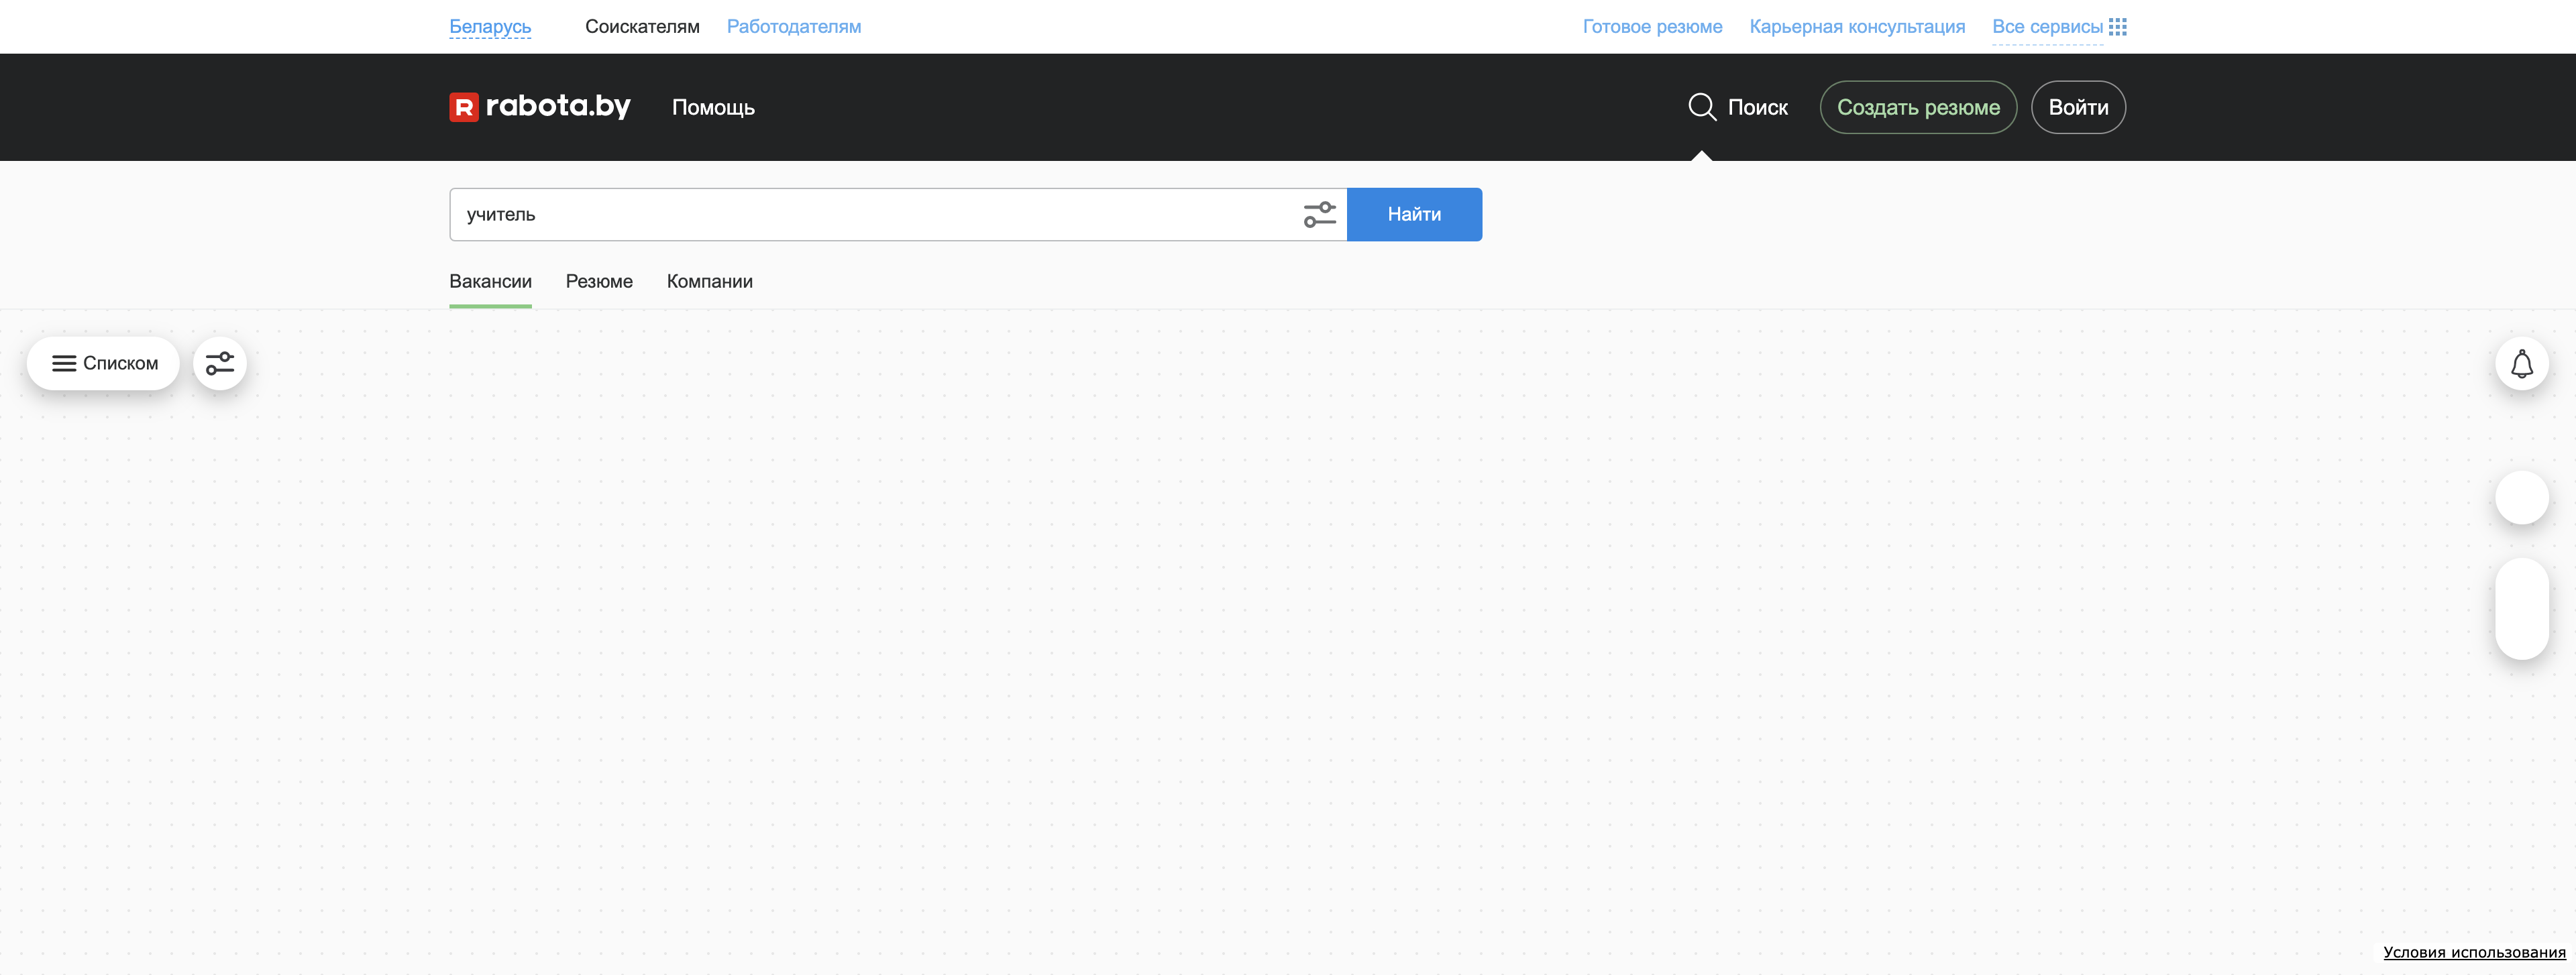 Беларусь Соискателям Работодателям Готовое резюме Карьерная консультация Все сервисы
R rabota.by Помощь Поиск Создать резюме Войти
учитель Найти
Вакансии Резюме Компании
Списком
Условия использования